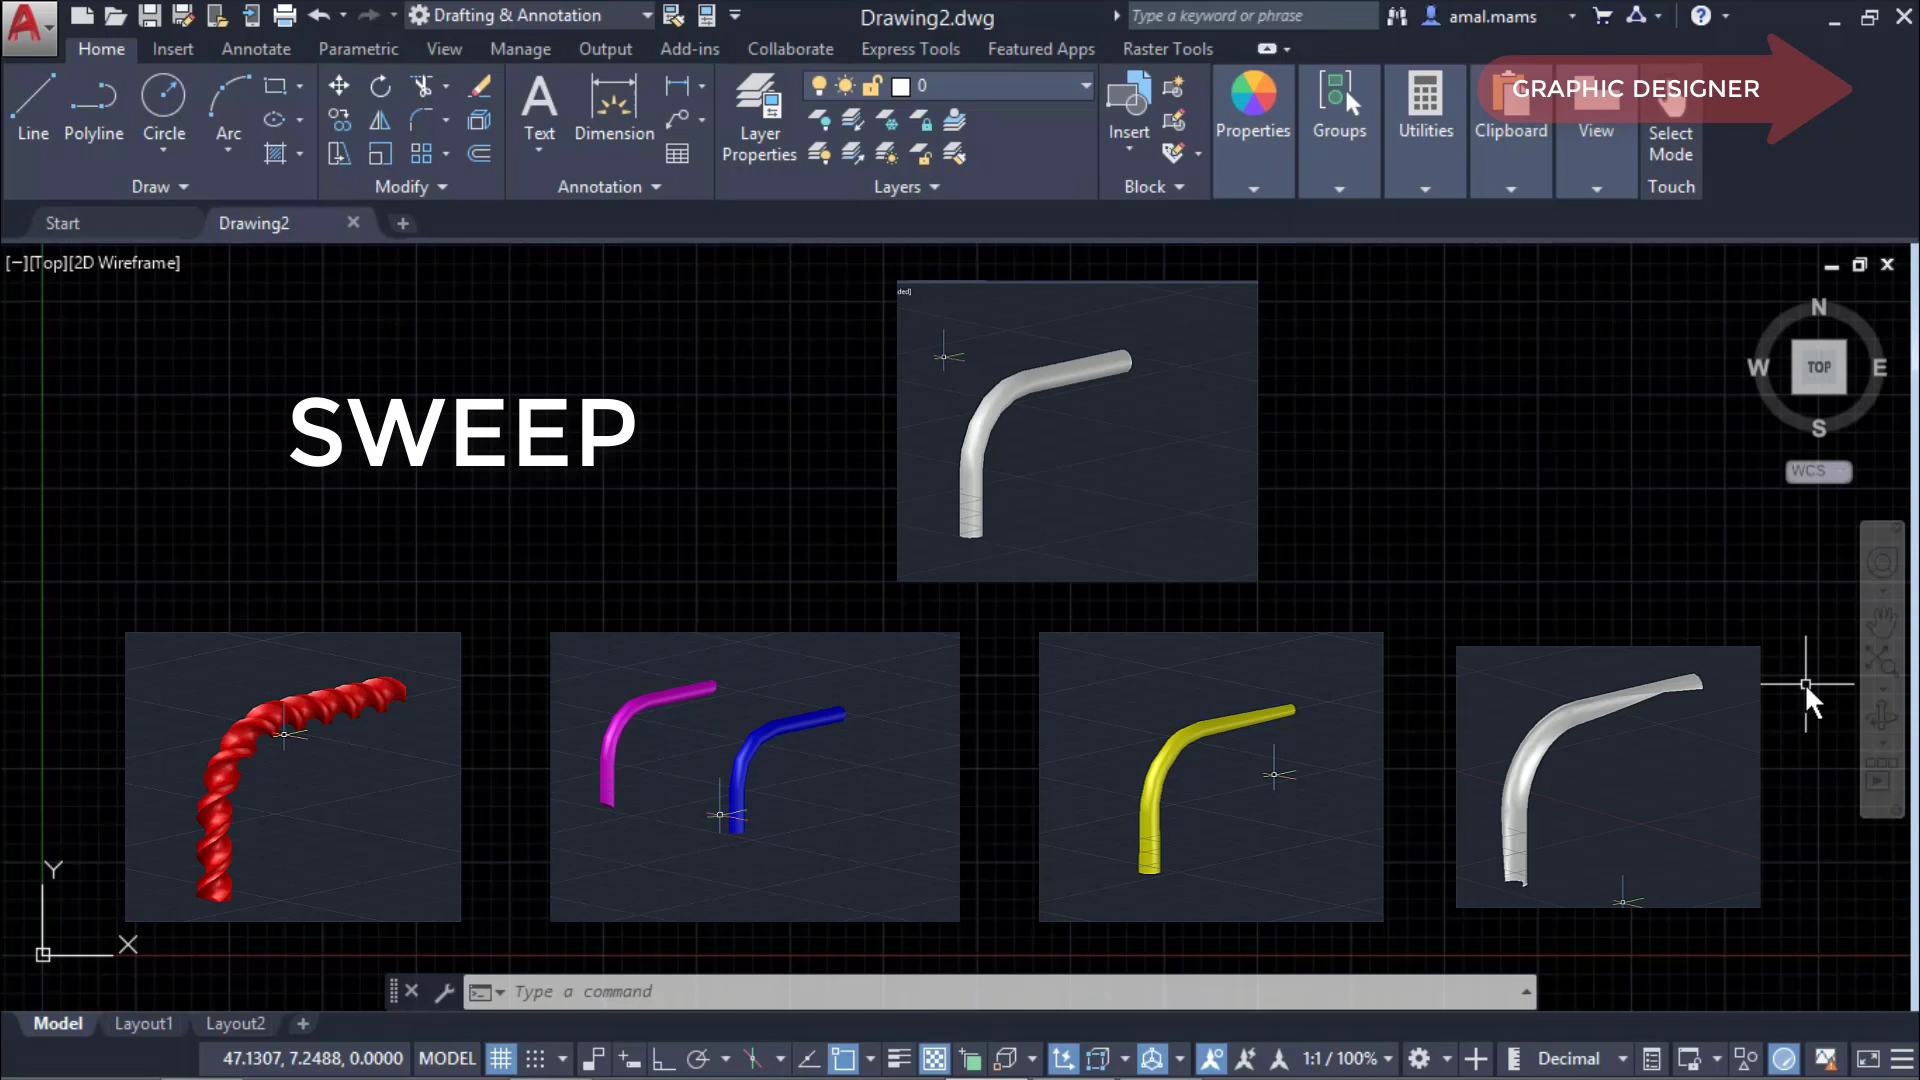 Drafting & Annotation
Drawing2.dwg
Type a keyword or phrase
amal.mams
Home
Insert
Annotate
Parametric
View
Manage
Output
Add-ins
Collaborate
Express Tools
Featured Apps
Raster Tools
GRAPHIC DESIGNER
Line
Polyline
Circle
Arc
Text
Dimension
Layer
Properties
0
Insert
Properties
Groups
Utilities
Clipboard
View
Select
Mode
Draw
Modify
Annotation
Layers
Block
Touch
Start
Drawing2
[−][Top][2D Wireframe]
ded]
N
W
TOP
E
S
WCS
SWEEP
Y
X
Type a command
Model
Layout1
Layout2
47.1307, 7.2488, 0.0000
MODEL
1:1 / 100%
Decimal